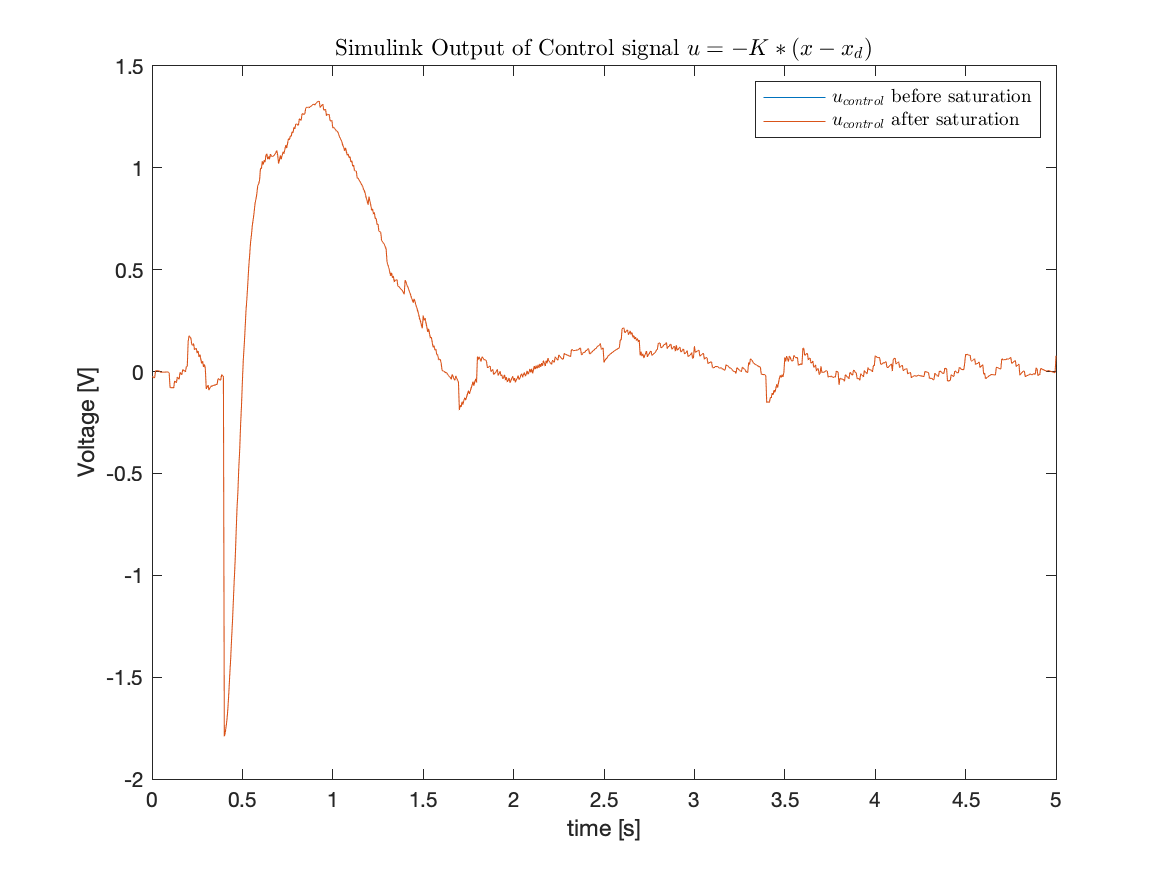 Simulink Output of Control signal $u = -K * (x - x_d)$
1.5
u_control before saturation
u_control after saturation
1
0.5
0
Voltage [V]
-0.5
-1
-1.5
-2
0 0.5 1 1.5 2 2.5 3 3.5 4 4.5 5
time [s]